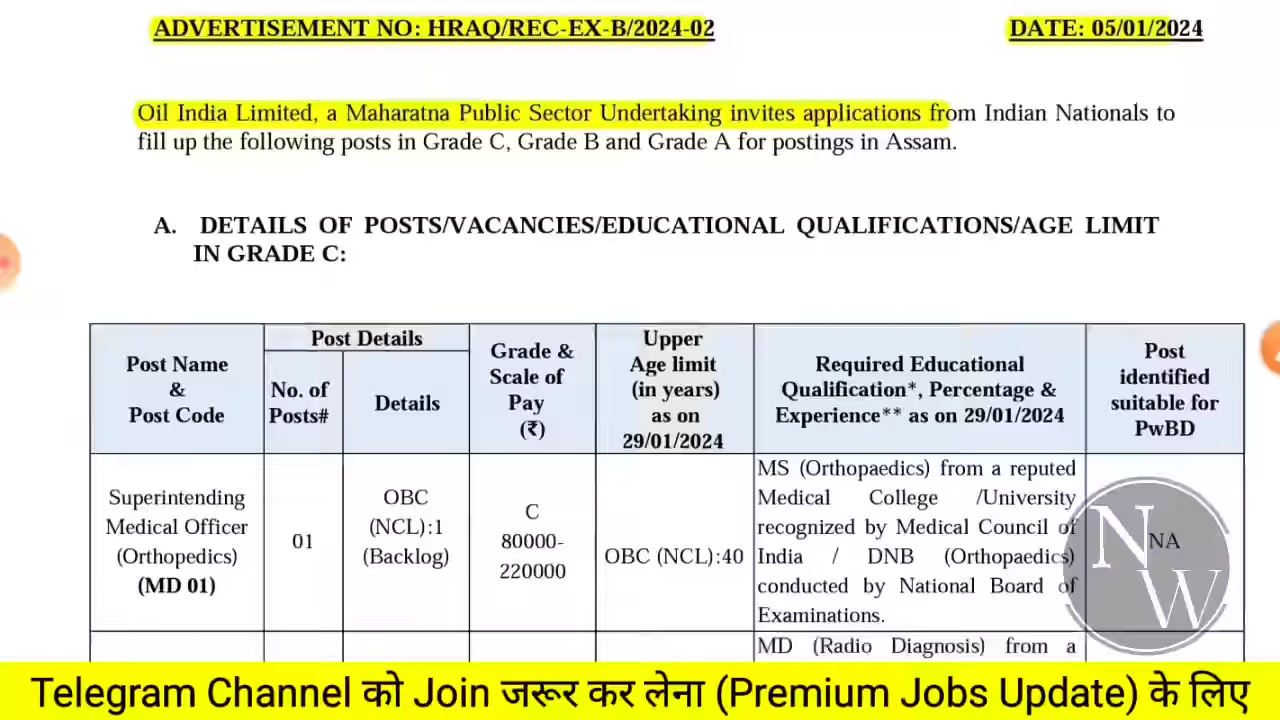 ADVERTISEMENT NO: HRAQ/REC-EX-B/2024-02
DATE: 05/01/2024
Oil India Limited, a Maharatna Public Sector Undertaking invites applications from Indian Nationals to
fill up the following posts in Grade C, Grade B and Grade A for postings in Assam.
A. DETAILS OF POSTS/VACANCIES/EDUCATIONAL QUALIFICATIONS/AGE LIMIT
IN GRADE C:
Post Name
&
Post Code
Post Details
No. of
Posts#
Details
Grade &
Scale of
Pay
(₹)
Upper
Age limit
(in years)
as on
29/01/2024
Required Educational
Qualification*, Percentage &
Experience** as on 29/01/2024
Post
identified
suitable for
PwBD
Superintending
Medical Officer
(Orthopedics)
(MD 01)
01
OBC
(NCL):1
(Backlog)
C
80000-
220000
OBC (NCL):40
MS (Orthopaedics) from a reputed
Medical College /University
recognized by Medical Council of
India / DNB (Orthopaedics)
conducted by National Board of
Examinations.
NA
NW
MD (Radio Diagnosis) from a
Telegram Channel को Join जरूर कर लेना (Premium Jobs Update) के लिए